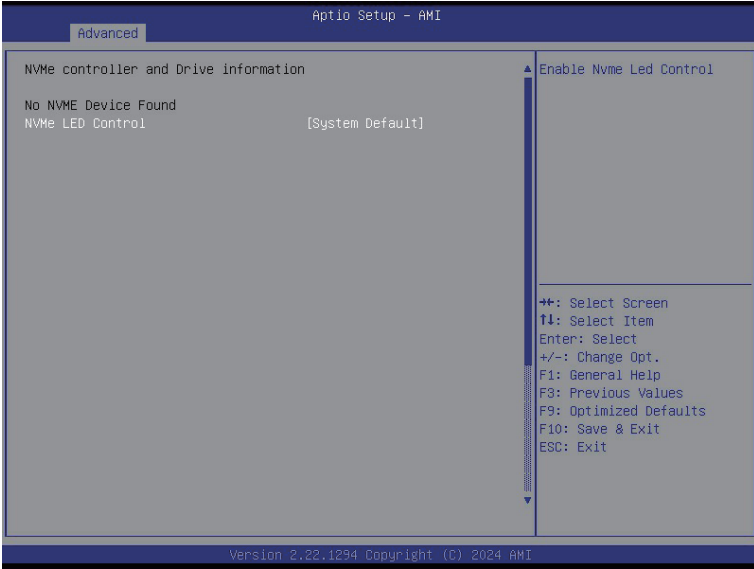 Aptio Setup – AMI
Advanced
NVMe controller and Drive information
No NVME Device Found
NVMe LED Control [System Default]
Enable Nvme Led Control
→←: Select Screen
↑↓: Select Item
Enter: Select
+/-: Change Opt.
F1: General Help
F3: Previous Values
F9: Optimized Defaults
F10: Save & Exit
ESC: Exit
Version 2.22.1294 Copyright (C) 2024 AMI